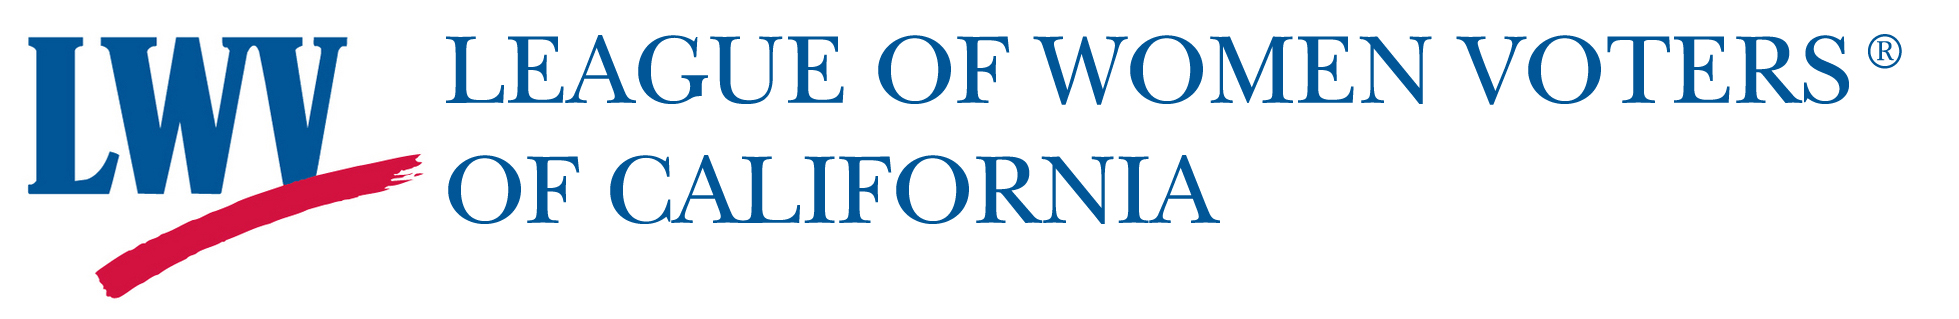 LWV
LEAGUE OF WOMEN VOTERS®
OF CALIFORNIA